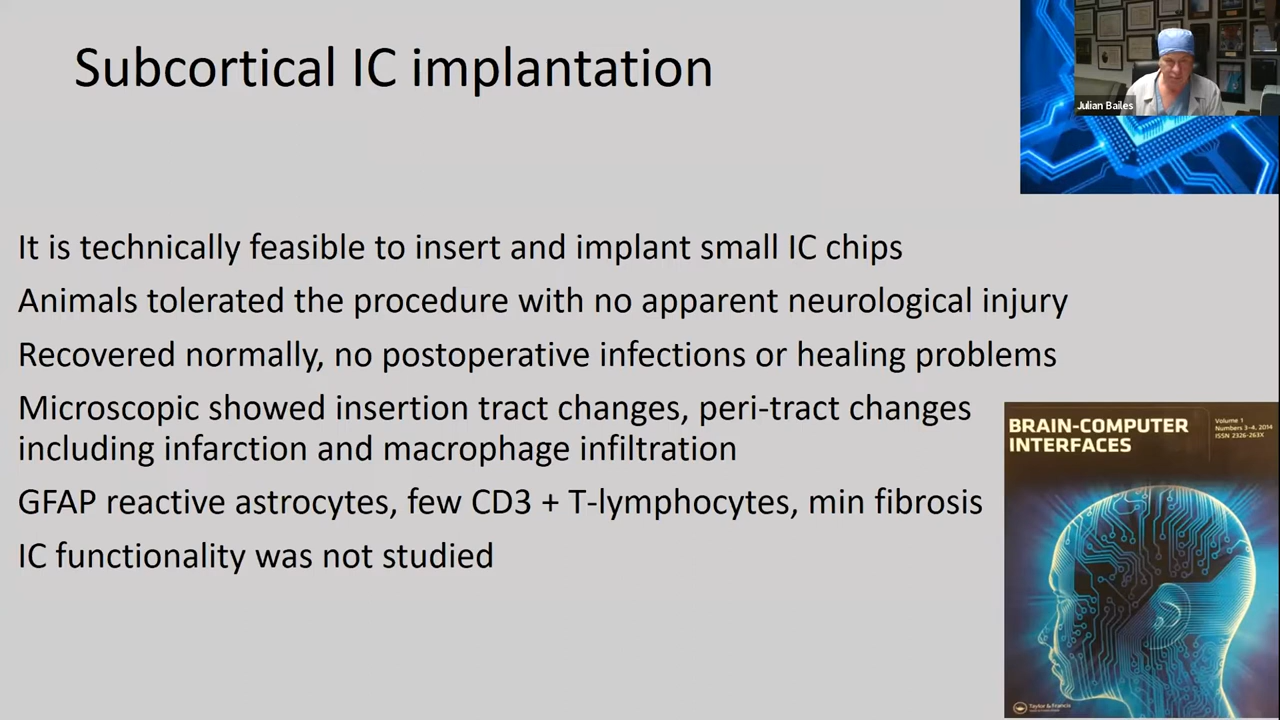 Subcortical IC implantation
Julian Bailes
It is technically feasible to insert and implant small IC chips
Animals tolerated the procedure with no apparent neurological injury
Recovered normally, no postoperative infections or healing problems
Microscopic showed insertion tract changes, peri-tract changes
including infarction and macrophage infiltration
GFAP reactive astrocytes, few CD3 + T-lymphocytes, min fibrosis
IC functionality was not studied
BRAIN-COMPUTER
INTERFACES
Volume 1
Numbers 3-4, 2014
ISSN 2326-263X
Taylor & Francis